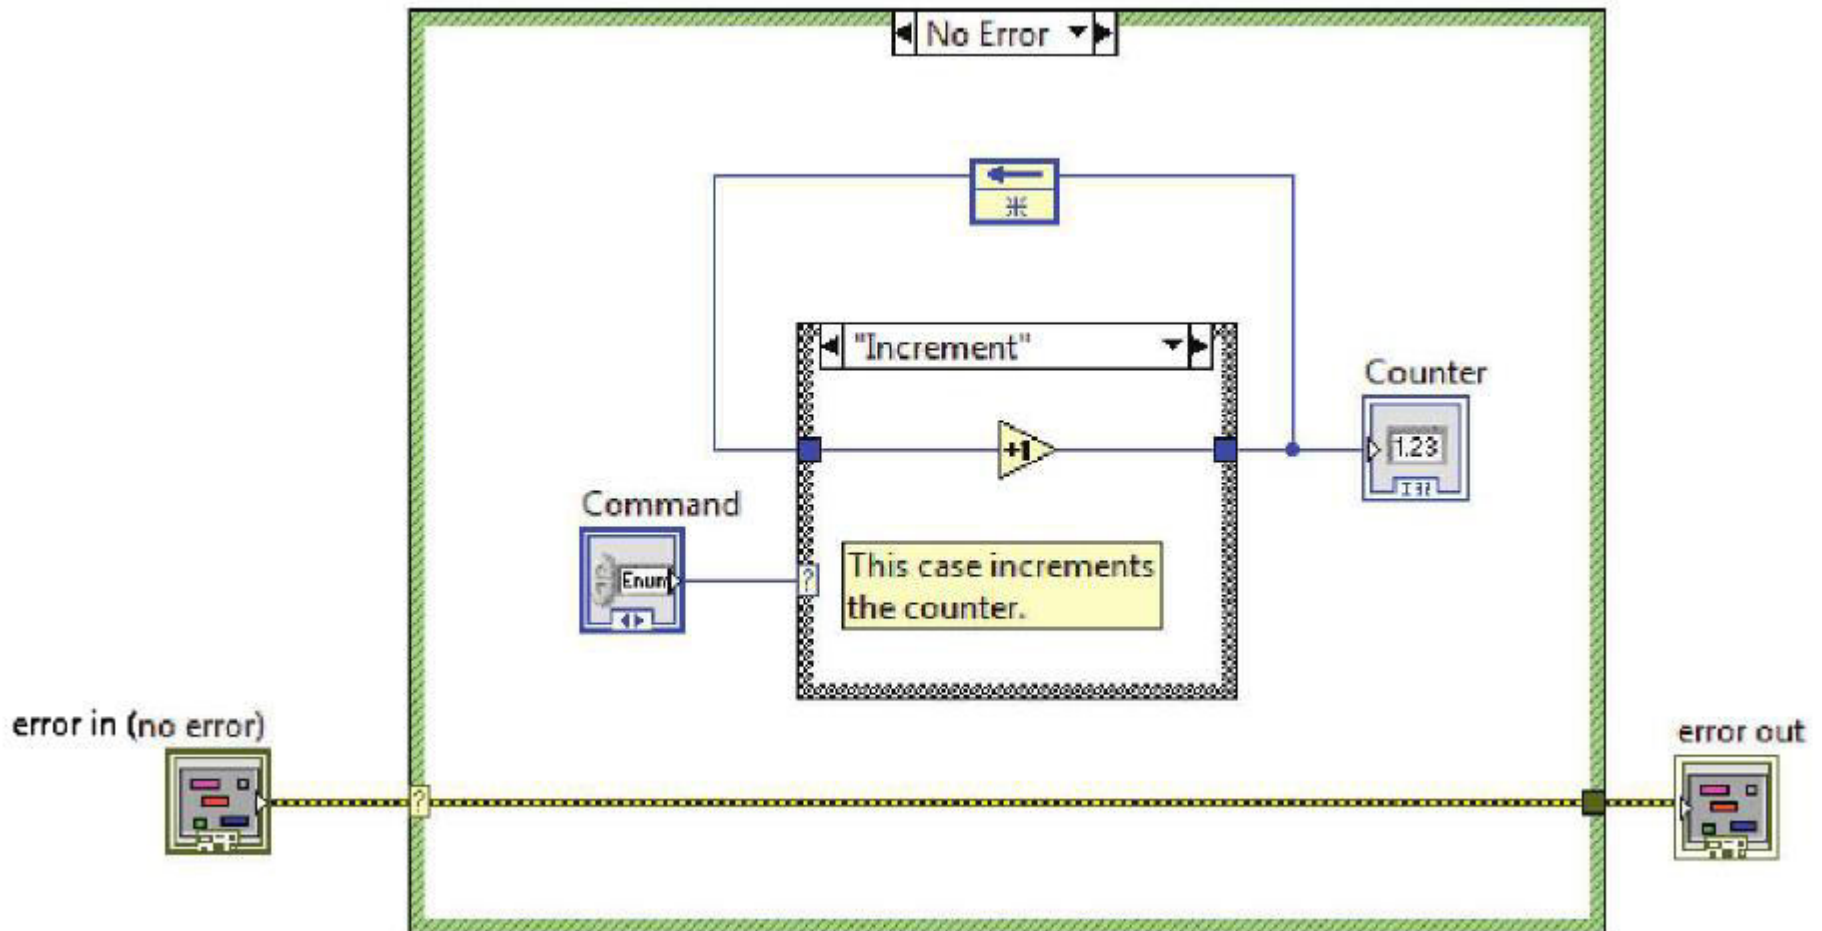 No Error
"Increment"
+1
Counter
1.23
Command
Enum
?
This case increments
the counter.
error in (no error)
?
error out